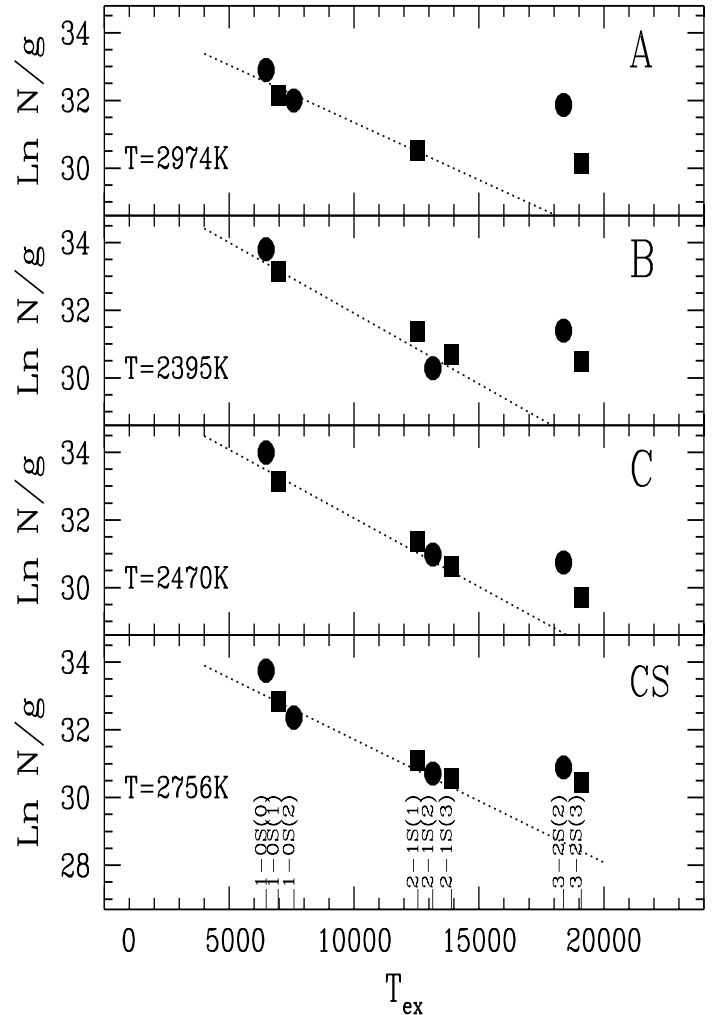 A
34
32
30
Ln N/g
T=2974K
B
34
32
30
Ln N/g
T=2395K
C
34
32
30
Ln N/g
T=2470K
CS
34
32
30
28
Ln N/g
T=2756K
1-0S(0)
1-0S(1)
1-0S(2)
2-1S(1)
2-1S(2)
2-1S(3)
3-2S(2)
3-2S(3)
0 5000 10000 15000 20000
Tex